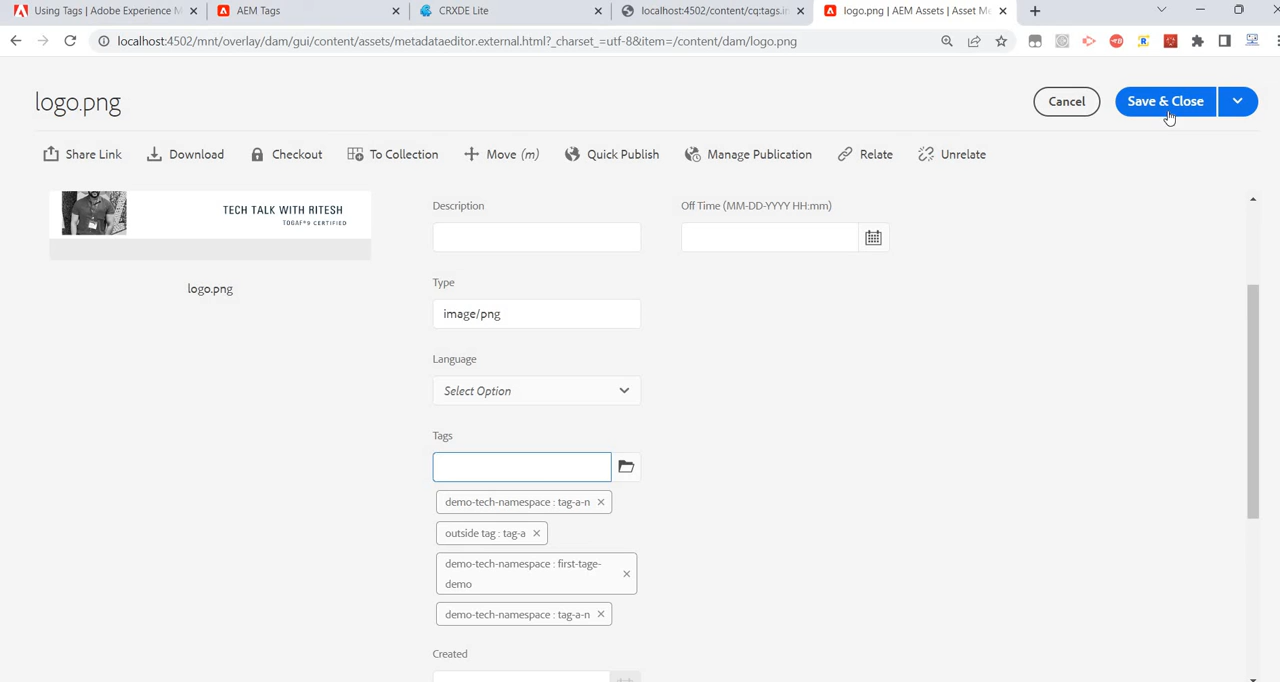 Using Tags | Adobe Experience M
AEM Tags
CRXDE Lite
localhost:4502/content/cq:tags.in
logo.png | AEM Assets | Asset Me
localhost:4502/mnt/overlay/dam/gui/content/assets/metadataeditor.external.html?_charset_=utf-8&item=/content/dam/logo.png
logo.png
Cancel
Save & Close
Share Link
Download
Checkout
To Collection
Move (m)
Quick Publish
Manage Publication
Relate
Unrelate
TECH TALK WITH RITESH
TOGAF®9 CERTIFIED
logo.png
Description
Off Time (MM-DD-YYYY HH:mm)
Type
image/png
Language
Select Option
Tags
demo-tech-namespace : tag-a-n
outside tag : tag-a
demo-tech-namespace : first-tage-
demo
demo-tech-namespace : tag-a-n
Created